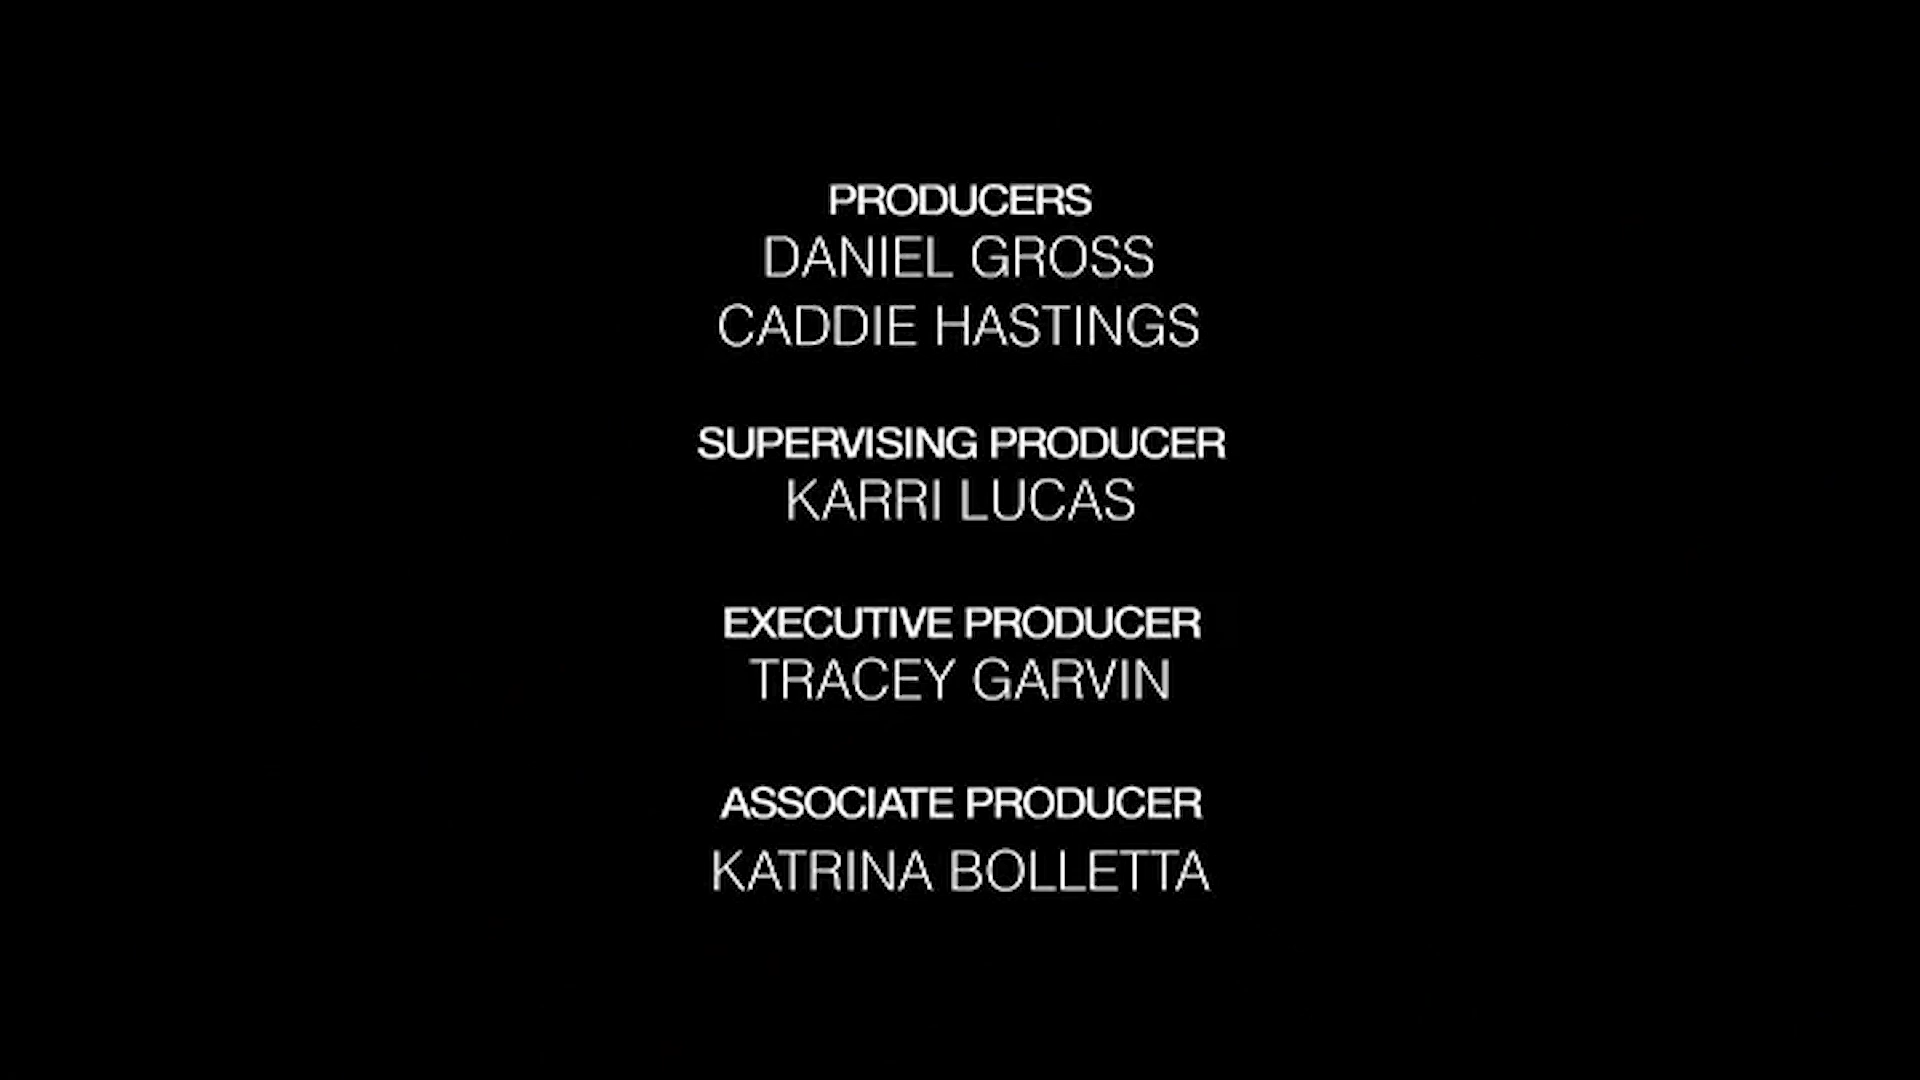 PRODUCERS
DANIEL GROSS
CADDIE HASTINGS
SUPERVISING PRODUCER
KARRI LUCAS
EXECUTIVE PRODUCER
TRACEY GARVIN
ASSOCIATE PRODUCER
KATRINA BOLLETTA